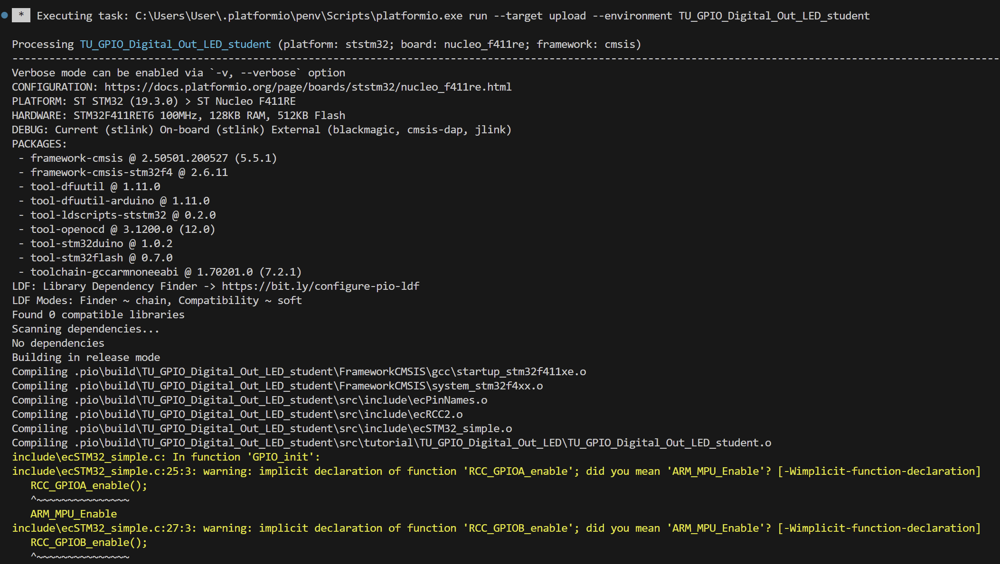 * Executing task: C:\Users\User\.platformio\penv\Scripts\platformio.exe run --target upload --environment TU_GPIO_Digital_Out_LED_student
Processing TU_GPIO_Digital_Out_LED_student (platform: ststm32; board: nucleo_f411re; framework: cmsis)
----------------------------------------------------------------------------------------------------------------------------------------------------------------
Verbose mode can be enabled via `-v, --verbose` option
CONFIGURATION: https://docs.platformio.org/page/boards/ststm32/nucleo_f411re.html
PLATFORM: ST STM32 (19.3.0) > ST Nucleo F411RE
HARDWARE: STM32F411RET6 100MHz, 128KB RAM, 512KB Flash
DEBUG: Current (stlink) On-board (stlink) External (blackmagic, cmsis-dap, jlink)
PACKAGES:
 - framework-cmsis @ 2.50501.200527 (5.5.1)
 - framework-cmsis-stm32f4 @ 2.6.11
 - tool-dfuutil @ 1.11.0
 - tool-dfuutil-arduino @ 1.11.0
 - tool-ldscripts-ststm32 @ 0.2.0
 - tool-openocd @ 3.1200.0 (12.0)
 - tool-stm32duino @ 1.0.2
 - tool-stm32flash @ 0.7.0
 - toolchain-gccarmnoneeabi @ 1.70201.0 (7.2.1)
LDF: Library Dependency Finder -> https://bit.ly/configure-pio-ldf
LDF Modes: Finder ~ chain, Compatibility ~ soft
Found 0 compatible libraries
Scanning dependencies...
No dependencies
Building in release mode
Compiling .pio\build\TU_GPIO_Digital_Out_LED_student\FrameworkCMSIS\gcc\startup_stm32f411xe.o
Compiling .pio\build\TU_GPIO_Digital_Out_LED_student\FrameworkCMSIS\system_stm32f4xx.o
Compiling .pio\build\TU_GPIO_Digital_Out_LED_student\src\include\ecPinNames.o
Compiling .pio\build\TU_GPIO_Digital_Out_LED_student\src\include\ecRCC2.o
Compiling .pio\build\TU_GPIO_Digital_Out_LED_student\src\include\ecSTM32_simple.o
Compiling .pio\build\TU_GPIO_Digital_Out_LED_student\src\tutorial\TU_GPIO_Digital_Out_LED\TU_GPIO_Digital_Out_LED_student.o
include\ecSTM32_simple.c: In function 'GPIO_init':
include\ecSTM32_simple.c:25:3: warning: implicit declaration of function 'RCC_GPIOA_enable'; did you mean 'ARM_MPU_Enable'? [-Wimplicit-function-declaration]
   RCC_GPIOA_enable();
   ^~~~~~~~~~~~~~~~
   ARM_MPU_Enable
include\ecSTM32_simple.c:27:3: warning: implicit declaration of function 'RCC_GPIOB_enable'; did you mean 'ARM_MPU_Enable'? [-Wimplicit-function-declaration]
   RCC_GPIOB_enable();
   ^~~~~~~~~~~~~~~~